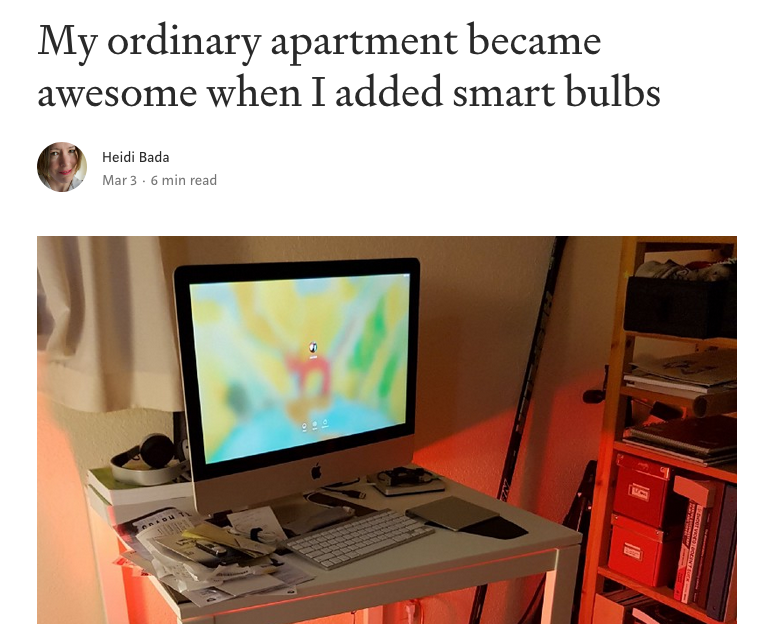 My ordinary apartment became
awesome when I added smart bulbs
Heidi Bada
Mar 3 · 6 min read